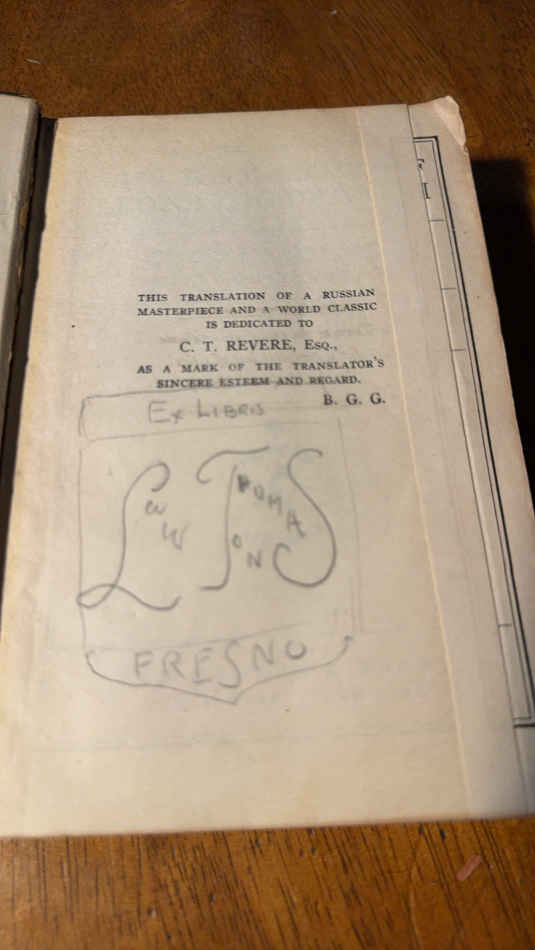 THIS TRANSLATION OF A RUSSIAN
MASTERPIECE AND A WORLD CLASSIC
IS DEDICATED TO
C. T. REVERE, ESQ.,
AS A MARK OF THE TRANSLATOR'S
SINCERE ESTEEM AND REGARD.
B. G. G.
EX LIBRIS
FRESNO